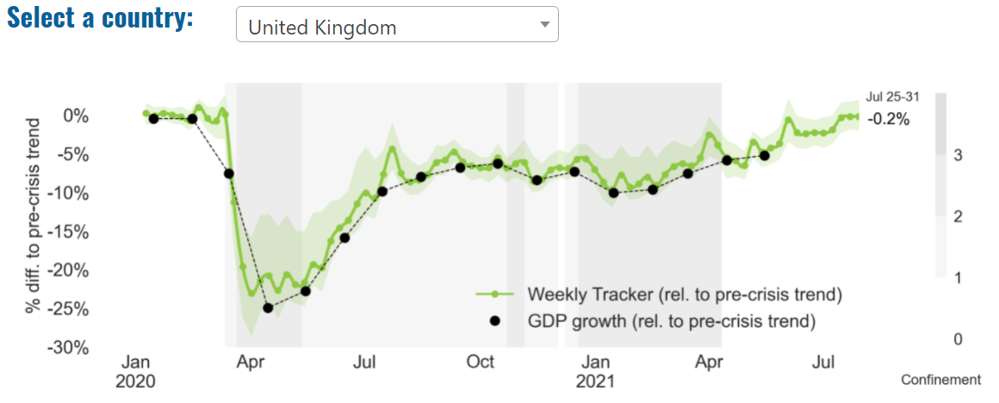 Select a country:
United Kingdom
% diff. to pre-crisis trend
0%
-5%
-10%
-15%
-20%
-25%
-30%
Jul 25-31
-0.2%
3
2
1
0
Weekly Tracker (rel. to pre-crisis trend)
GDP growth (rel. to pre-crisis trend)
Jan Apr Jul Oct Jan Apr Jul
2020 2021
Confinement